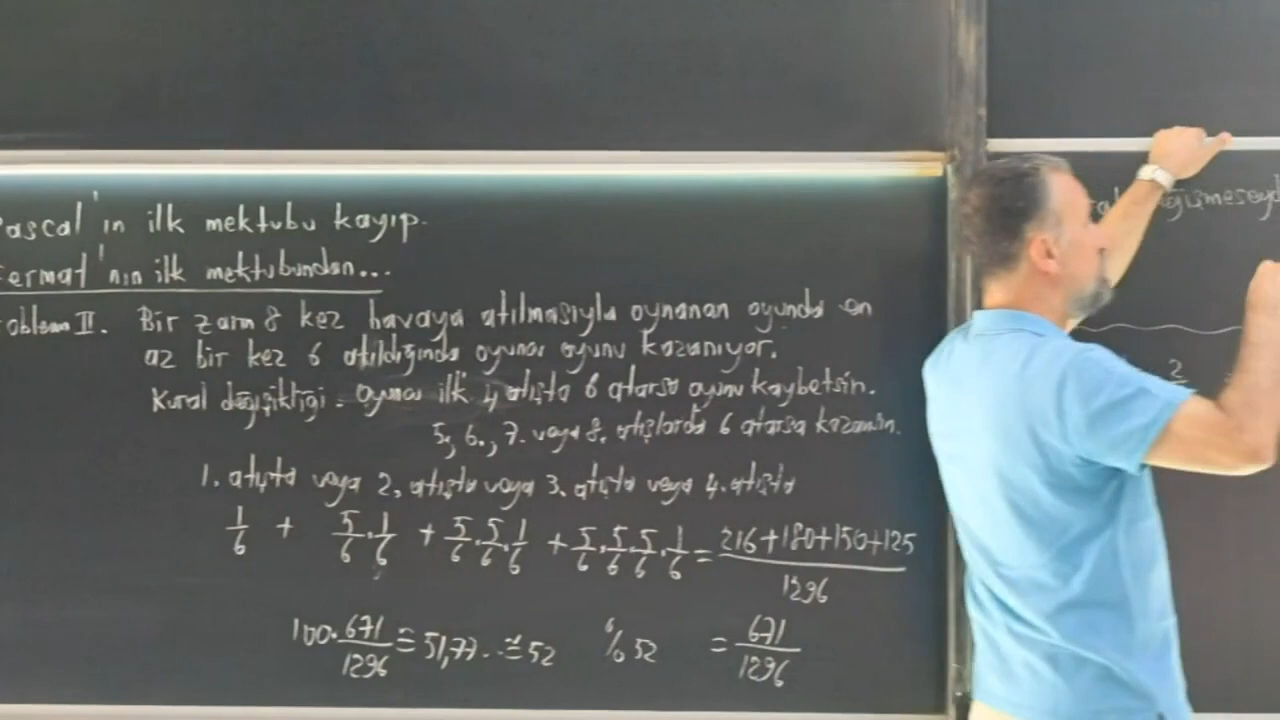 ascal'ın ilk mektubu kayıp.
ermat'nın ilk mektubundan...
oblem II. Bir zarın 8 kez havaya atılmasıyla oynanan oyunda en
az bir kez 6 atıldığında oyuncu oyunu kazanıyor.
Kural değişikliği. Oyuncu ilk 4 atışta 6 atarsa oyunu kaybetsin.
5., 6., 7. veya 8. atışlarda 6 atarsa kazansın.
1. atışta veya 2. atışta veya 3. atışta veya 4. atışta
1/6 + 5/6 . 1/6 + 5/6 . 5/6 . 1/6 + 5/6 . 5/6 . 5/6 . 1/6 = 216+180+150+125/1296
100 . 671/1296 ≅ 51,77.. ≅ 52 % 52 = 671/1296
ğişmeseyd
2